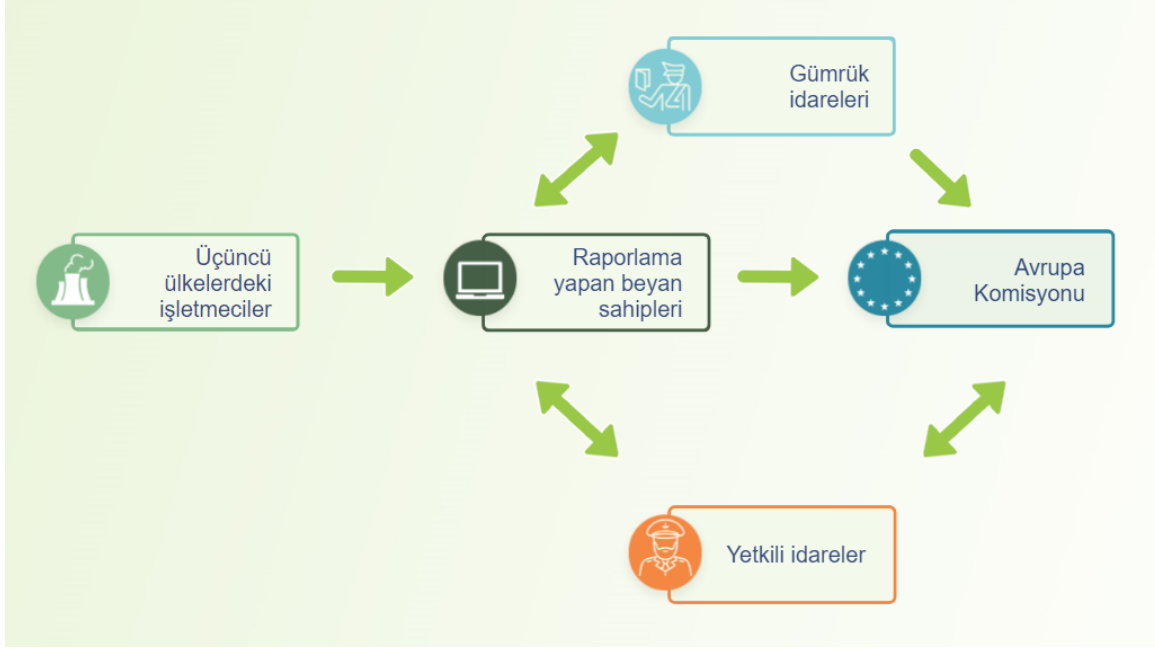 Gümrük
idareleri
Üçüncü
ülkelerdeki
işletmeciler
Raporlama
yapan beyan
sahipleri
Avrupa
Komisyonu
Yetkili idareler